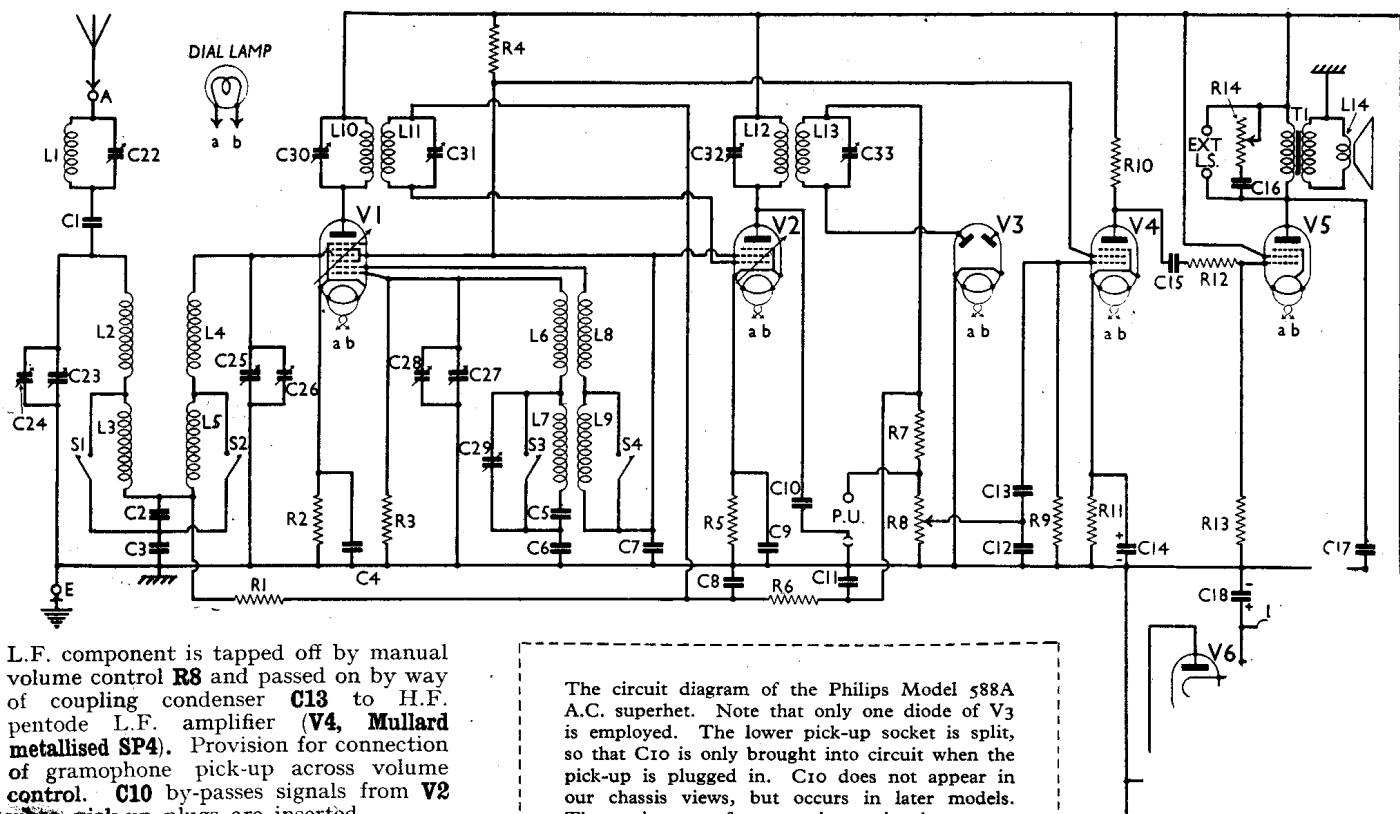 DIAL LAMP
a b
A
L1
C22
C1
L2
L4
C23
C24
L3
L5
S1
S2
C2
C3
E
R1
C25
C26
R4
L10
L11
C30
C31
V1
a b
R2
C4
R3
C28
C27
L6
L8
L7
L9
C29
S3
S4
C5
C6
C7
L12
L13
C32
C33
V2
a b
R5
C9
C8
R6
C10
P.U.
C11
R7
R8
V3
a b
C13
C12
R9
R10
V4
a b
R11
+
-
C14
C15
R12
R13
EXT
L.S.
R14
C16
T1
L14
V5
a b
C17
-
C18
+
V6
L.F. component is tapped off by manual
volume control R8 and passed on by way
of coupling condenser C13 to H.F.
pentode L.F. amplifier (V4, Mullard
metallised SP4). Provision for connection
of gramophone pick-up across volume
control. C10 by-passes signals from V2
pick-up plugs are inserted
The circuit diagram of the Philips Model 588A
A.C. superhet. Note that only one diode of V3
is employed. The lower pick-up socket is split,
so that C10 is only brought into circuit when the
pick-up is plugged in. C10 does not appear in
our chassis views, but occurs in later models.